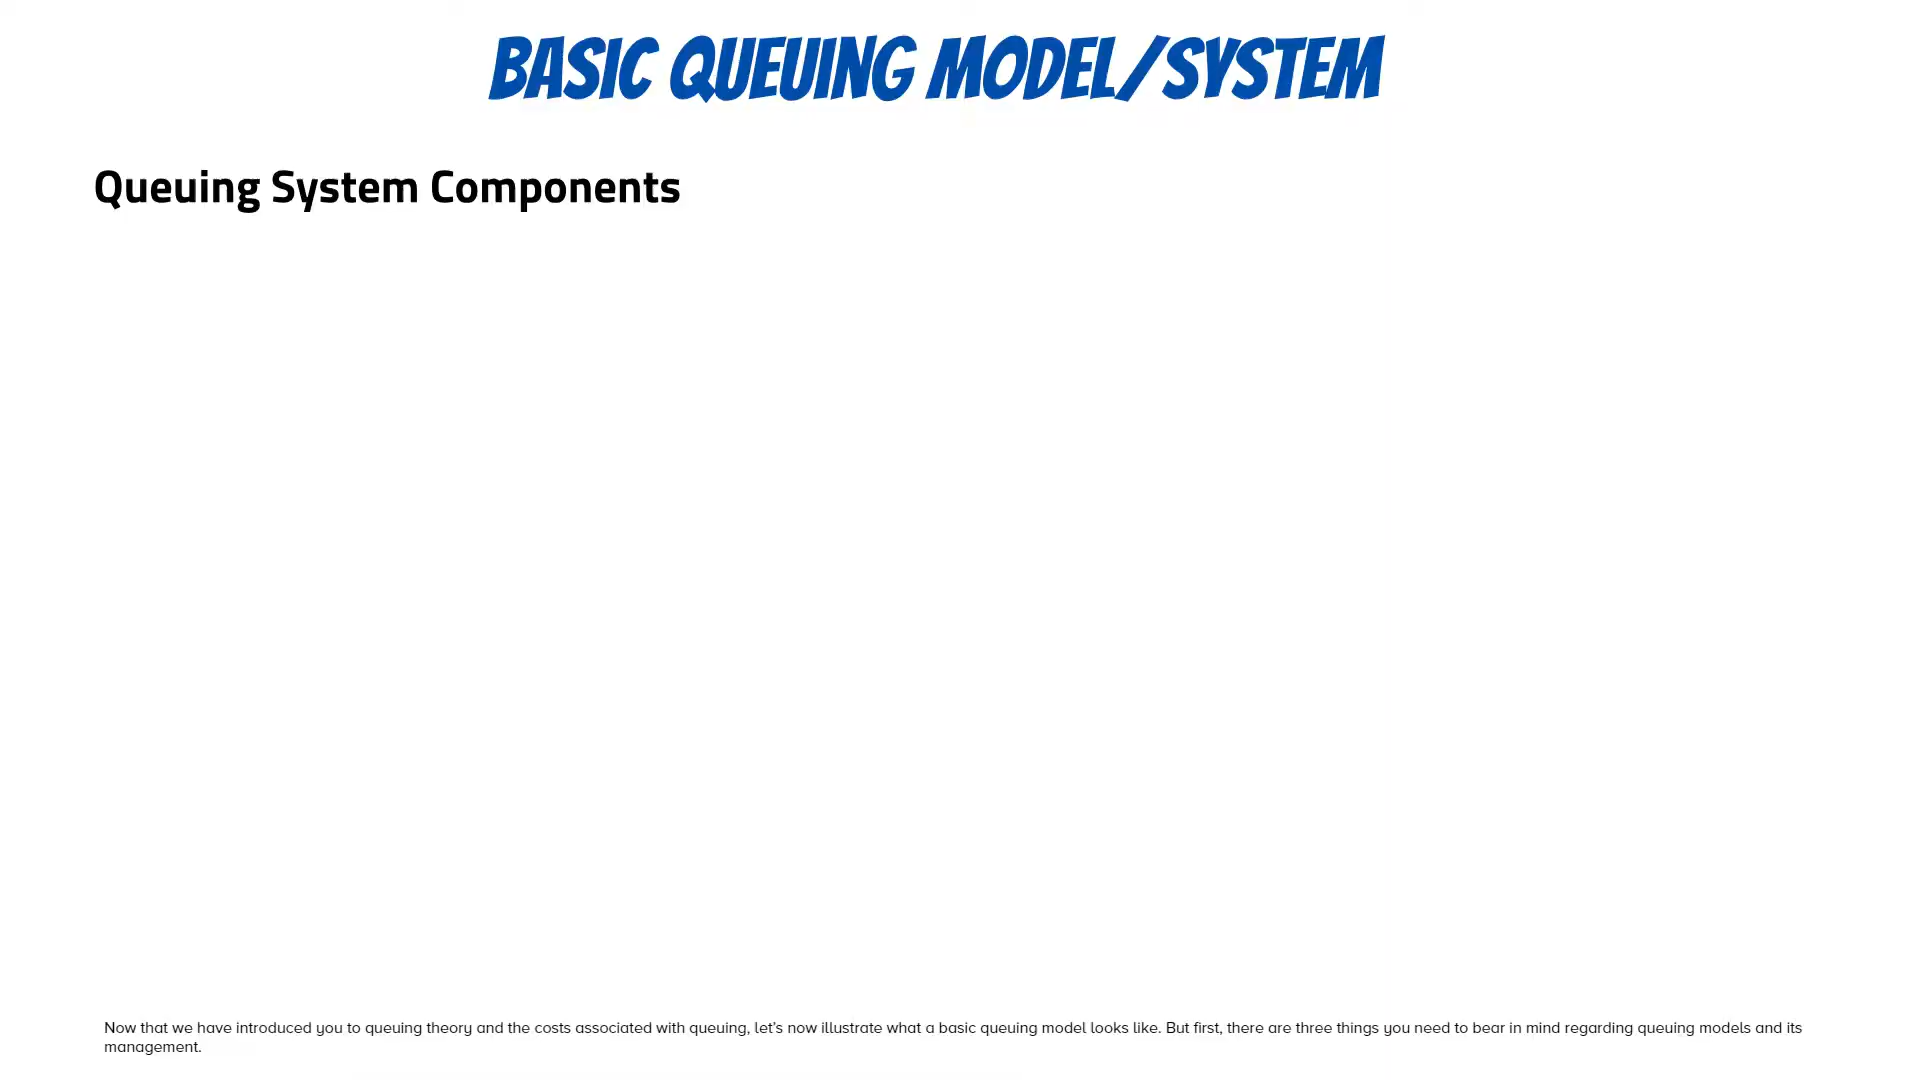 BASIC QUEUING MODEL/SYSTEM
Queuing System Components
Now that we have introduced you to queuing theory and the costs associated with queuing, let's now illustrate what a basic queuing model looks like. But first, there are three things you need to bear in mind regarding queuing models and its
management.